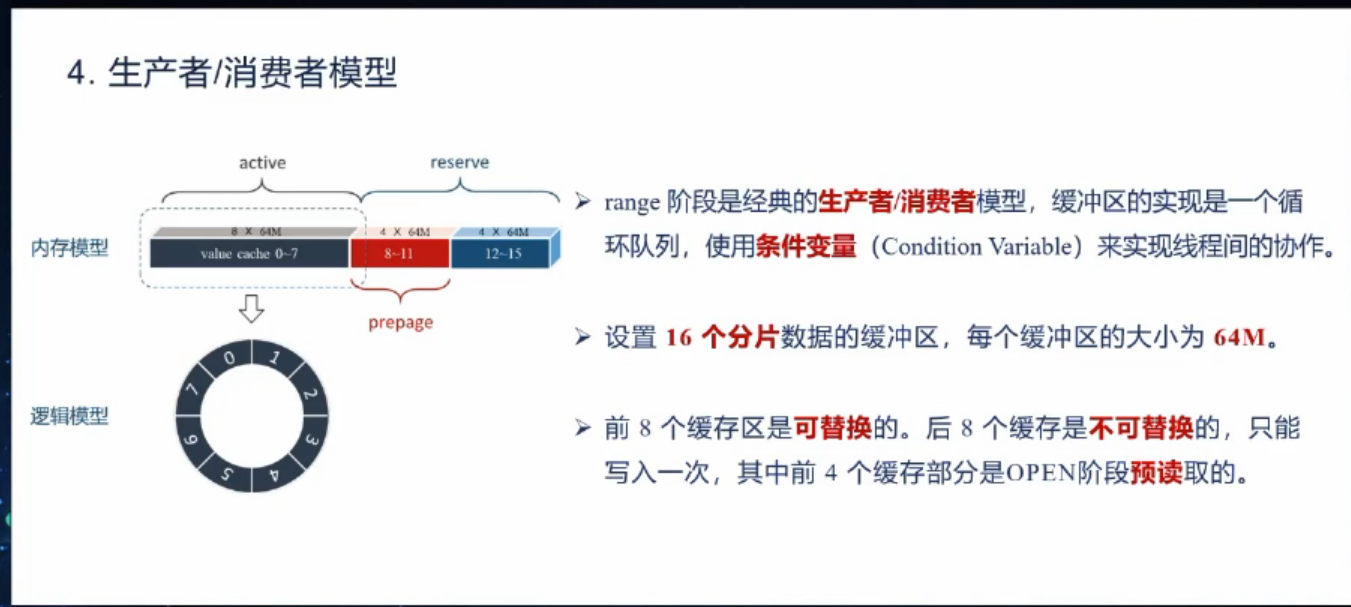 4. 生产者/消费者模型
active
reserve
内存模型
8 X 64M
4 X 64M
4 X 64M
value cache 0~7
8~11
12~15
prepage
逻辑模型
0
1
2
3
4
5
6
7
➢ range 阶段是经典的生产者/消费者模型，缓冲区的实现是一个循
环队列，使用条件变量（Condition Variable）来实现线程间的协作。
➢ 设置 16 个分片数据的缓冲区，每个缓冲区的大小为 64M。
➢ 前 8 个缓存区是可替换的。后 8 个缓存是不可替换的，只能
写入一次，其中前 4 个缓存部分是OPEN阶段预读取的。